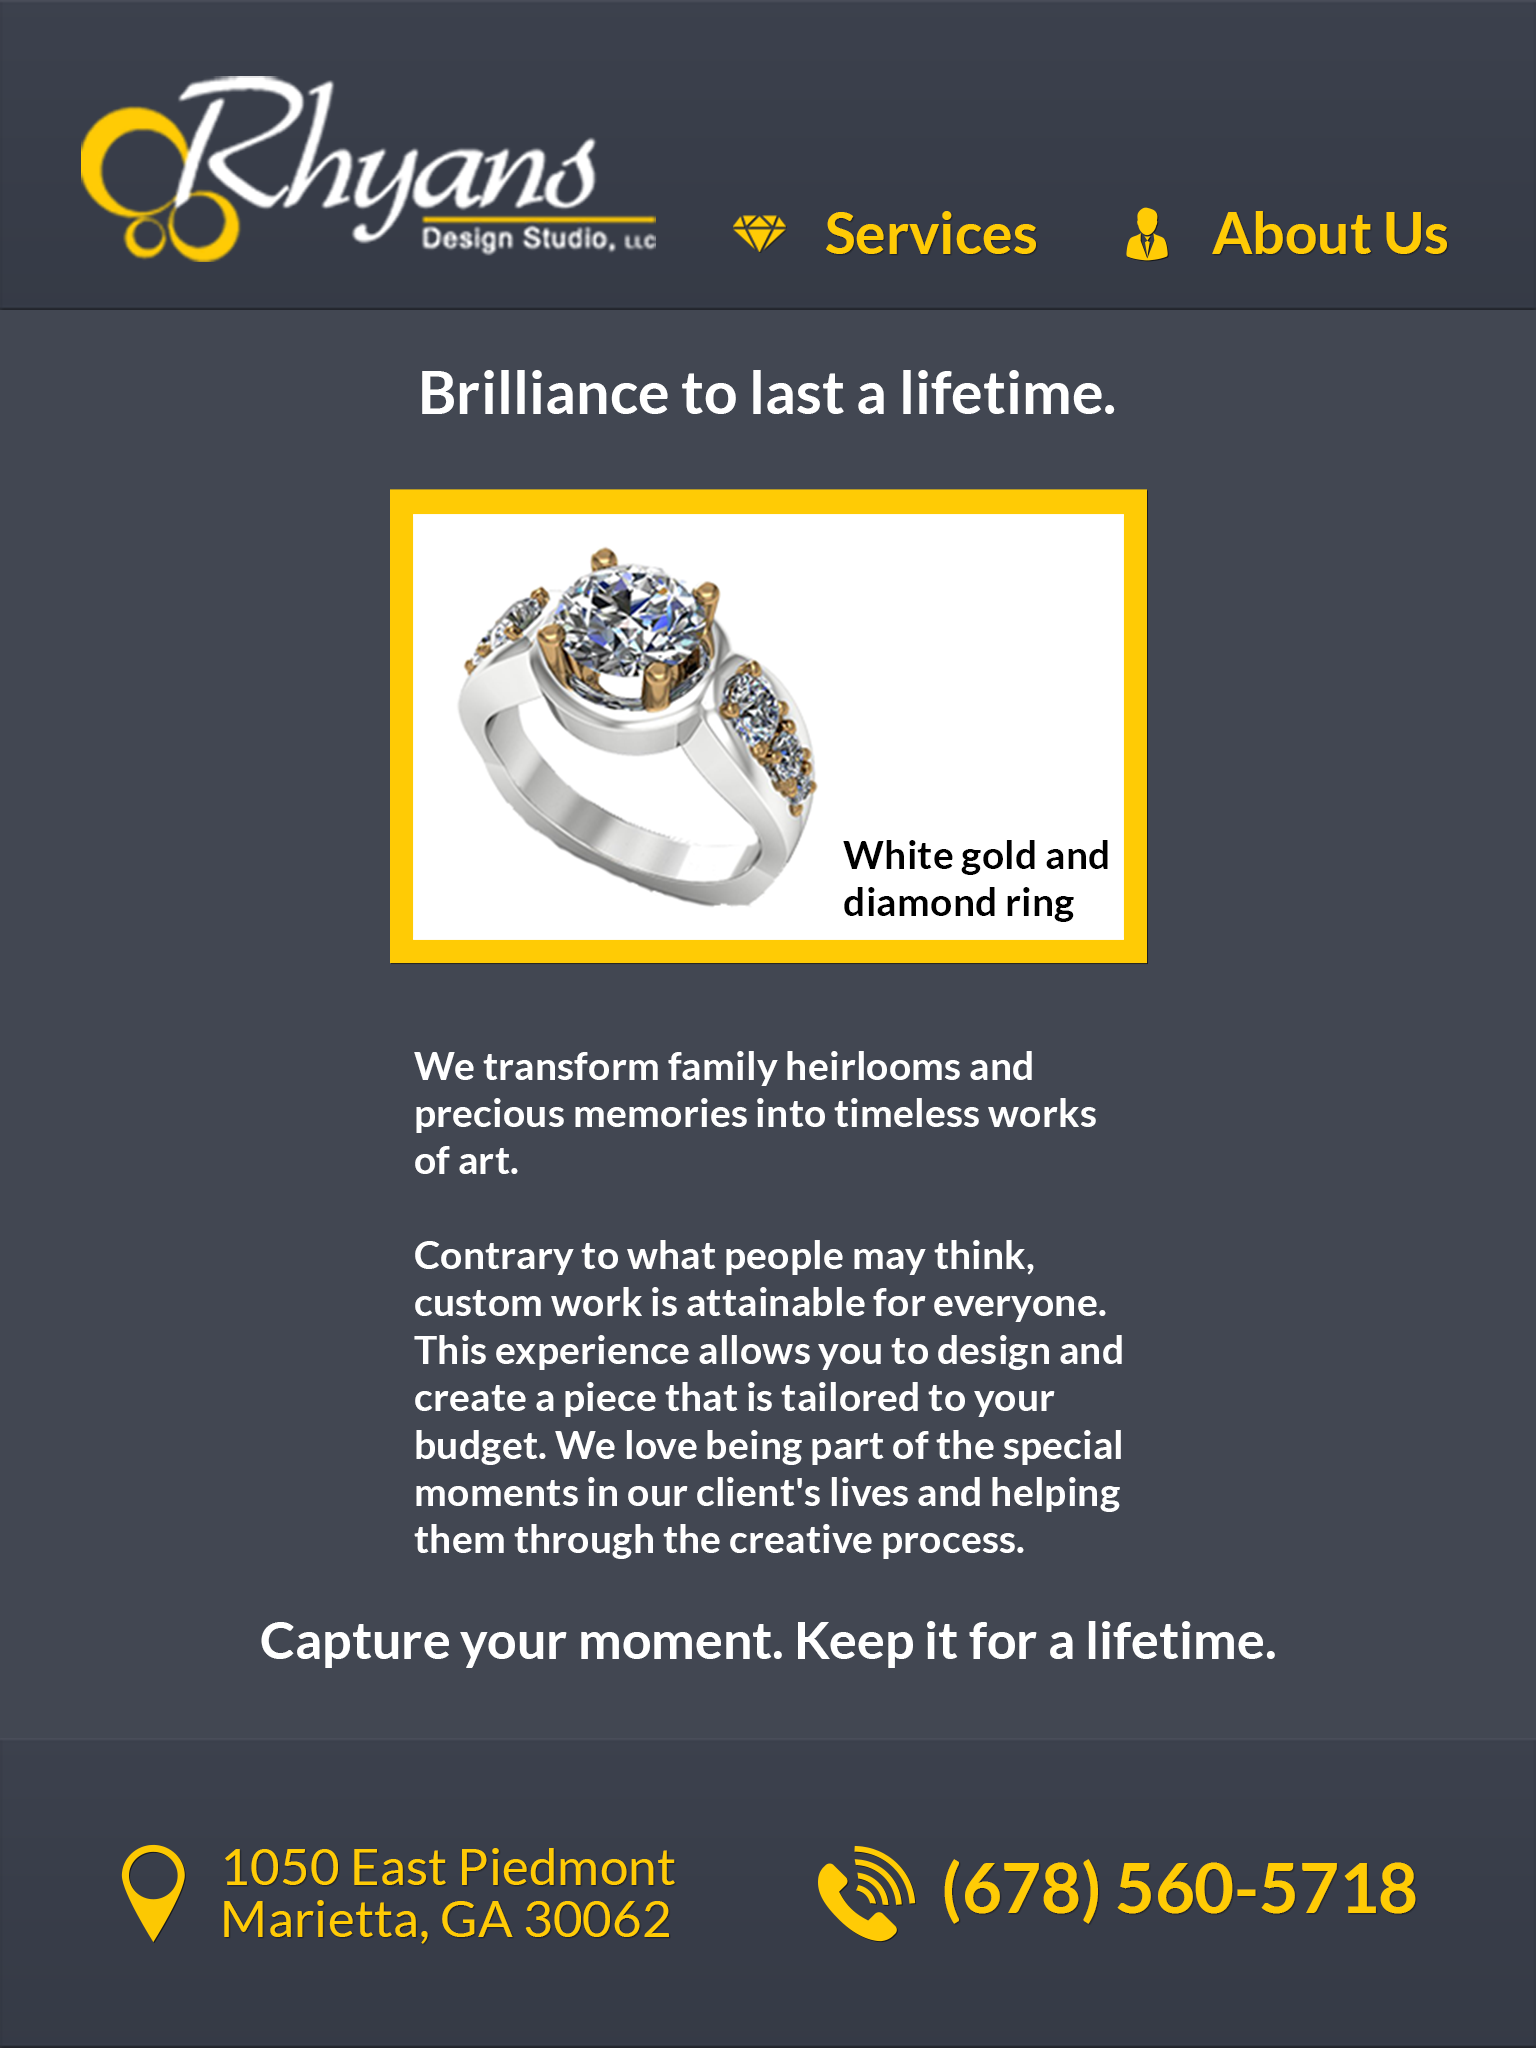 Rhyans
Design Studio, LLC
Services
About Us
Brilliance to last a lifetime.
White gold and
diamond ring
We transform family heirlooms and
precious memories into timeless works
of art.
Contrary to what people may think,
custom work is attainable for everyone.
This experience allows you to design and
create a piece that is tailored to your
budget. We love being part of the special
moments in our client's lives and helping
them through the creative process.
Capture your moment. Keep it for a lifetime.
1050 East Piedmont
Marietta, GA 30062
(678) 560-5718